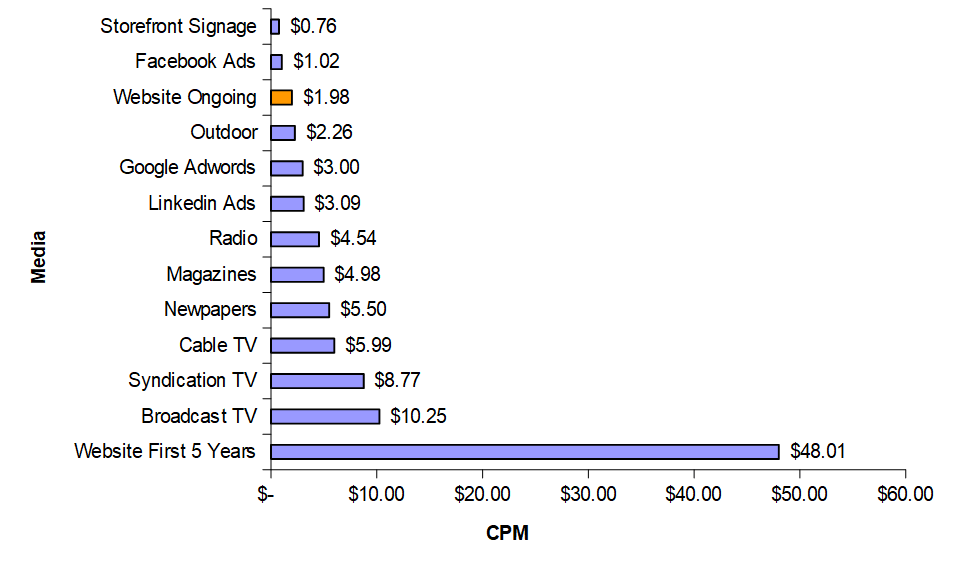 Storefront Signage $0.76
Facebook Ads $1.02
Website Ongoing $1.98
Outdoor $2.26
Google Adwords $3.00
Linkedin Ads $3.09
Radio $4.54
Magazines $4.98
Newpapers $5.50
Cable TV $5.99
Syndication TV $8.77
Broadcast TV $10.25
Website First 5 Years $48.01
Media
$- $10.00 $20.00 $30.00 $40.00 $50.00 $60.00
CPM